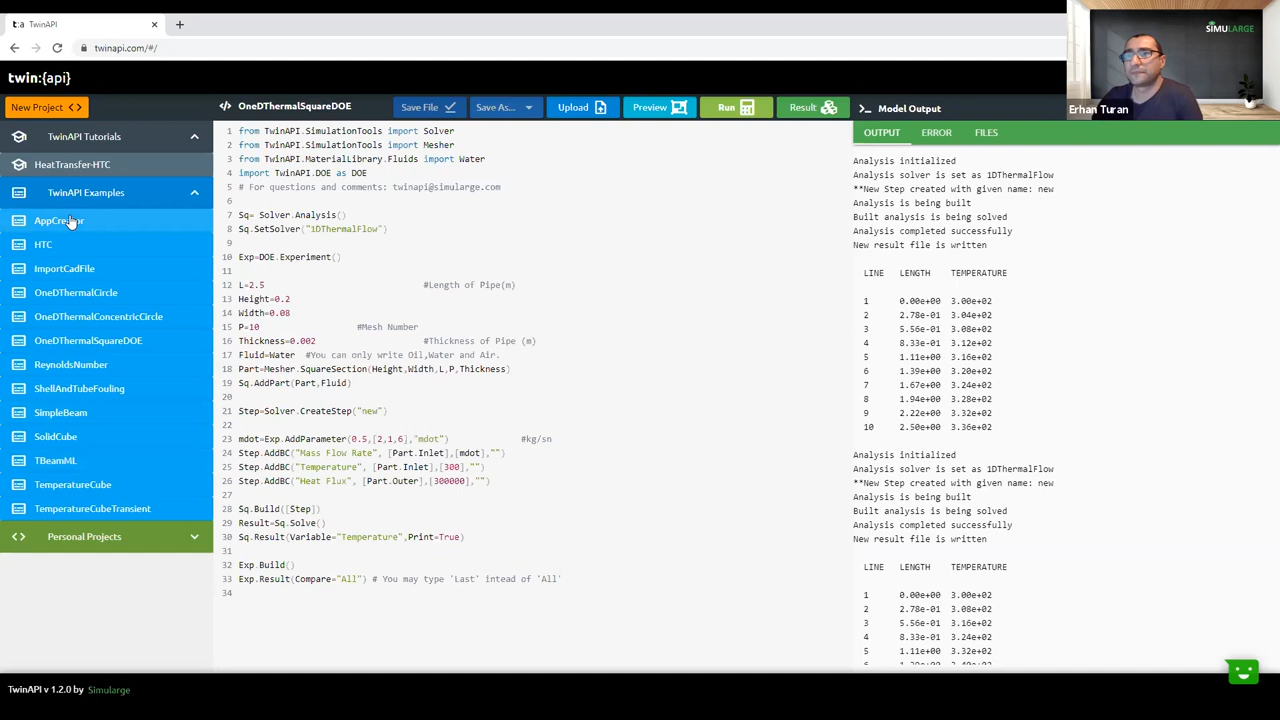 t:a TwinAPI
twinapi.com/#/
SİMULARGE
Erhan Turan
twin:{api}
New Project <>
</> OneDThermalSquareDOE
Save File
Save As...
Upload
Preview
Run
Result
>_ Model Output
TwinAPI Tutorials
HeatTransfer-HTC
TwinAPI Examples
AppCreator
HTC
ImportCadFile
OneDThermalCircle
OneDThermalConcentricCircle
OneDThermalSquareDOE
ReynoldsNumber
ShellAndTubeFouling
SimpleBeam
SolidCube
TBeamML
TemperatureCube
TemperatureCubeTransient
<> Personal Projects
1 from TwinAPI.SimulationTools import Solver
2 from TwinAPI.SimulationTools import Mesher
3 from TwinAPI.MaterialLibrary.Fluids import Water
4 import TwinAPI.DOE as DOE
5 # For questions and comments: twinapi@simularge.com
6
7 Sq= Solver.Analysis()
8 Sq.SetSolver("1DThermalFlow")
9
10 Exp=DOE.Experiment()
11
12 L=2.5 #Length of Pipe(m)
13 Height=0.2
14 Width=0.08
15 P=10 #Mesh Number
16 Thickness=0.002 #Thickness of Pipe (m)
17 Fluid=Water #You can only write Oil,Water and Air.
18 Part=Mesher.SquareSection(Height,Width,L,P,Thickness)
19 Sq.AddPart(Part,Fluid)
20
21 Step=Solver.CreateStep("new")
22
23 mdot=Exp.AddParameter(0.5,[2,1,6],"mdot") #kg/sn
24 Step.AddBC("Mass Flow Rate", [Part.Inlet],[mdot],"")
25 Step.AddBC("Temperature", [Part.Inlet],[300],"")
26 Step.AddBC("Heat Flux", [Part.Outer],[300000],"")
27
28 Sq.Build([Step])
29 Result=Sq.Solve()
30 Sq.Result(Variable="Temperature",Print=True)
31
32 Exp.Build()
33 Exp.Result(Compare="All") # You may type 'Last' intead of 'All'
34
OUTPUT ERROR FILES
Analysis initialized
Analysis solver is set as 1DThermalFlow
**New Step created with given name: new
Analysis is being built
Built analysis is being solved
Analysis completed successfully
New result file is written
LINE LENGTH TEMPERATURE
1 0.00e+00 3.00e+02
2 2.78e-01 3.04e+02
3 5.56e-01 3.08e+02
4 8.33e-01 3.12e+02
5 1.11e+00 3.16e+02
6 1.39e+00 3.20e+02
7 1.67e+00 3.24e+02
8 1.94e+00 3.28e+02
9 2.22e+00 3.32e+02
10 2.50e+00 3.36e+02
Analysis initialized
Analysis solver is set as 1DThermalFlow
**New Step created with given name: new
Analysis is being built
Built analysis is being solved
Analysis completed successfully
New result file is written
LINE LENGTH TEMPERATURE
1 0.00e+00 3.00e+02
2 2.78e-01 3.08e+02
3 5.56e-01 3.16e+02
4 8.33e-01 3.24e+02
5 1.11e+00 3.32e+02
TwinAPI v 1.2.0 by Simularge